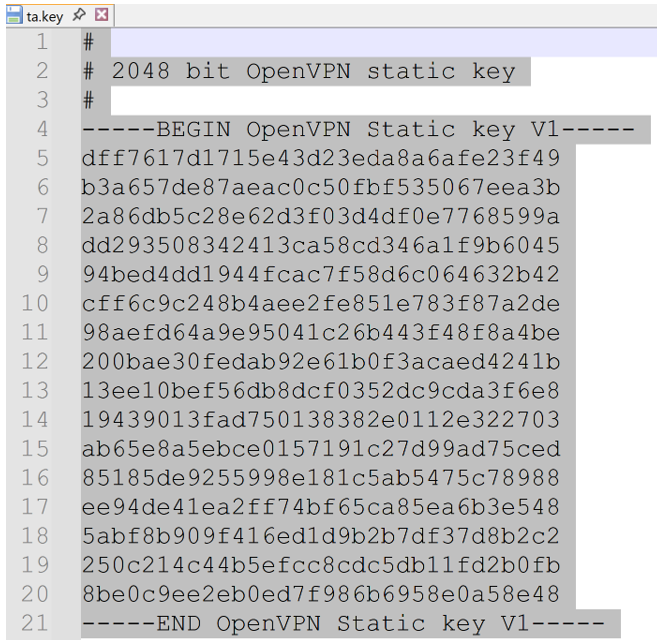 ta.key
1 #
2 # 2048 bit OpenVPN static key
3 #
4 -----BEGIN OpenVPN Static key V1-----
5 dff7617d1715e43d23eda8a6afe23f49
6 b3a657de87aeac0c50fbf535067eea3b
7 2a86db5c28e62d3f03d4df0e7768599a
8 dd293508342413ca58cd346a1f9b6045
9 94bed4dd1944fcac7f58d6c064632b42
10 cff6c9c248b4aee2fe851e783f87a2de
11 98aefd64a9e95041c26b443f48f8a4be
12 200bae30fedab92e61b0f3acaed4241b
13 13ee10bef56db8dcf0352dc9cda3f6e8
14 19439013fad750138382e0112e322703
15 ab65e8a5ebce0157191c27d99ad75ced
16 85185de9255998e181c5ab5475c78988
17 ee94de41ea2ff74bf65ca85ea6b3e548
18 5abf8b909f416ed1d9b2b7df37d8b2c2
19 250c214c44b5efcc8cdc5db11fd2b0fb
20 8be0c9ee2eb0ed7f986b6958e0a58e48
21 -----END OpenVPN Static key V1-----